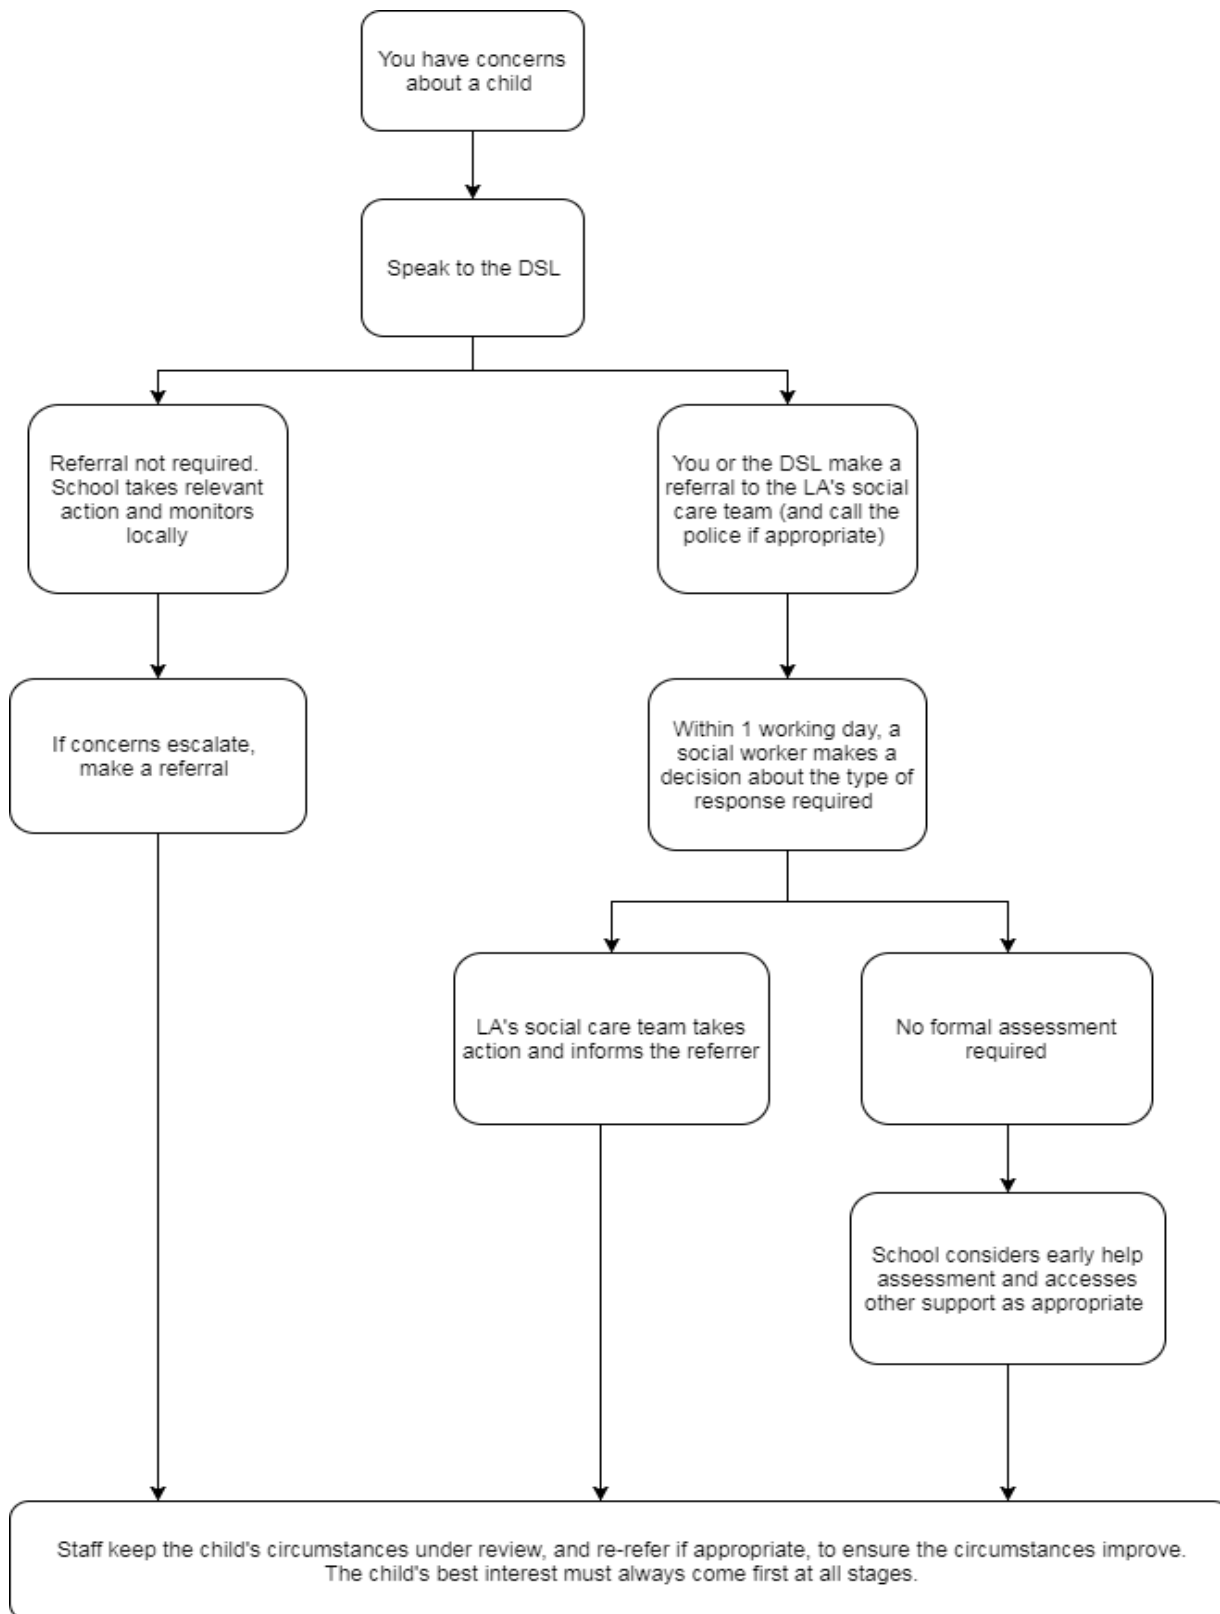 You have concerns
about a child
Speak to the DSL
Referral not required.
School takes relevant
action and monitors
locally
You or the DSL make a
referral to the LA's social
care team (and call the
police if appropriate)
If concerns escalate,
make a referral
Within 1 working day, a
social worker makes a
decision about the type of
response required
LA's social care team takes
action and informs the referrer
No formal assessment
required
School considers early help
assessment and accesses
other support as appropriate
Staff keep the child's circumstances under review, and re-refer if appropriate, to ensure the circumstances improve.
The child's best interest must always come first at all stages.